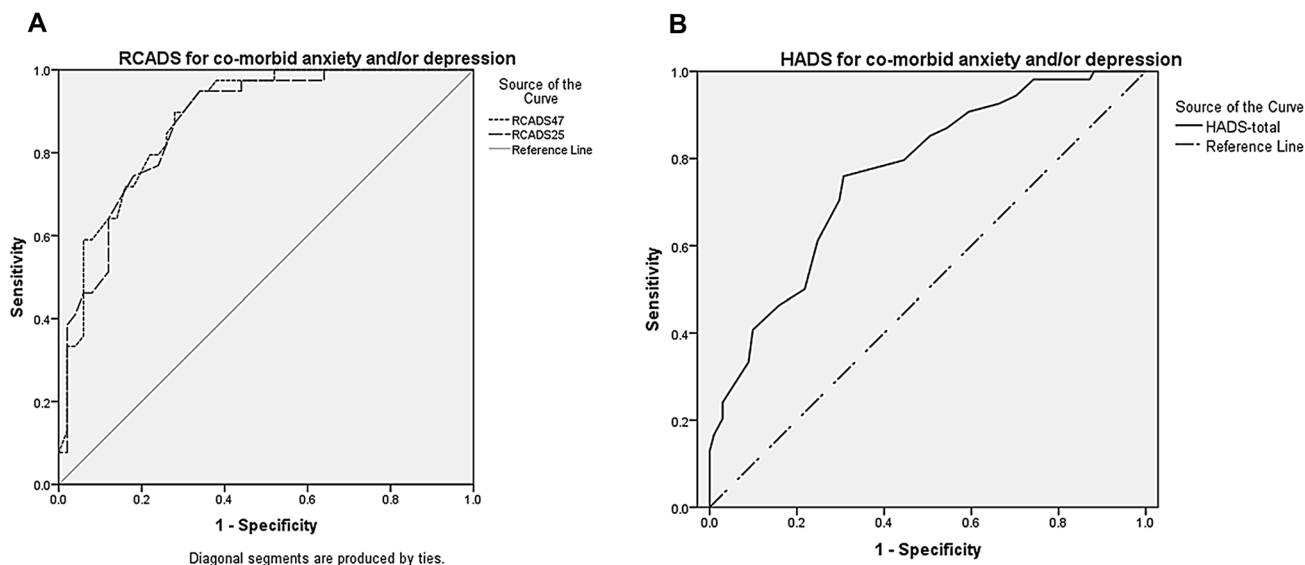 A
RCADS for co-morbid anxiety and/or depression
Source of the
Curve
RCADS47
RCADS25
Reference Line
Sensitivity
1.0
0.8
0.6
0.4
0.2
0.0
0.0 0.2 0.4 0.6 0.8 1.0
1 - Specificity
Diagonal segments are produced by ties.
B
HADS for co-morbid anxiety and/or depression
Source of the Curve
HADS-total
Reference Line
Sensitivity
1.0
0.8
0.6
0.4
0.2
0.0
0.0 0.2 0.4 0.6 0.8 1.0
1 - Specificity